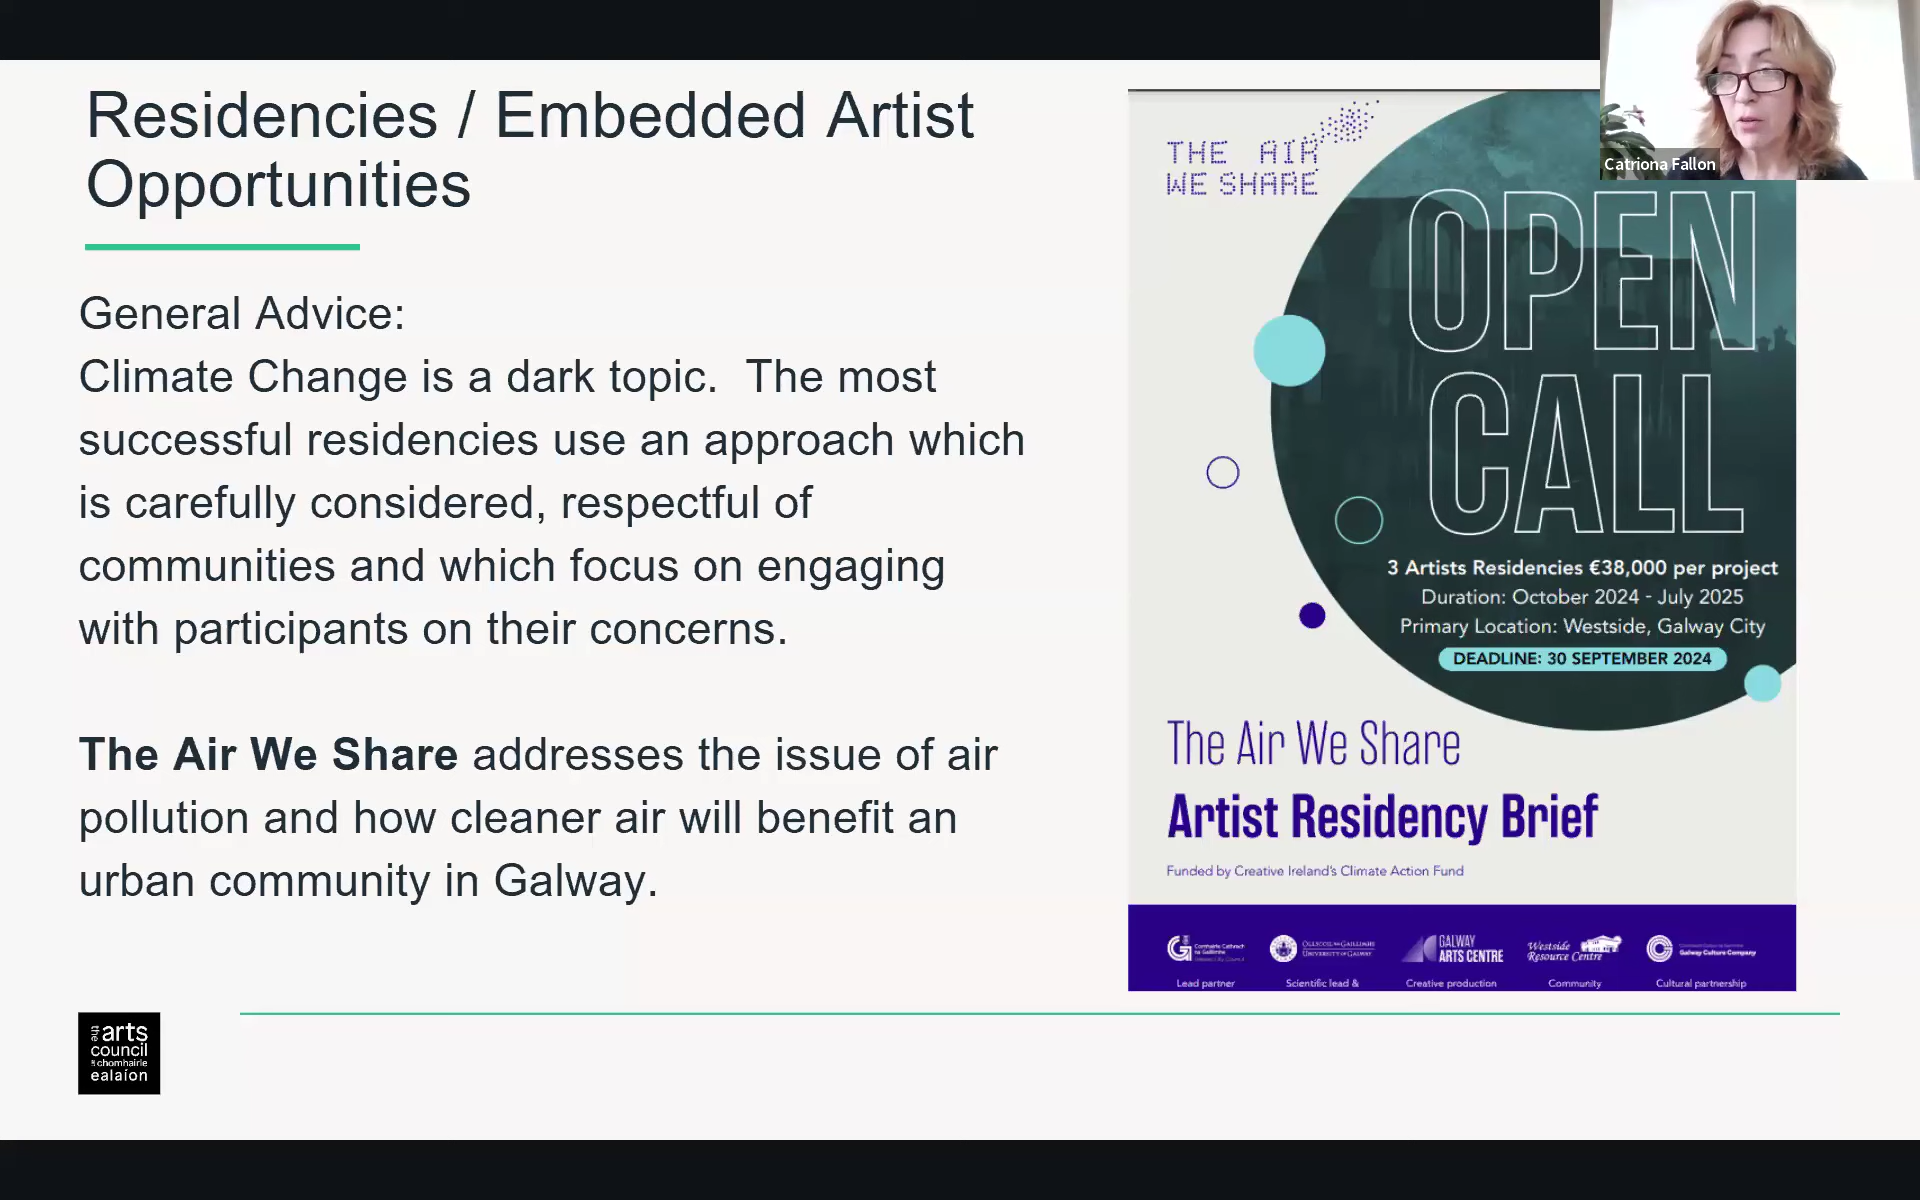 Residencies / Embedded Artist
Opportunities
General Advice:
Climate Change is a dark topic. The most
successful residencies use an approach which
is carefully considered, respectful of
communities and which focus on engaging
with participants on their concerns.
The Air We Share addresses the issue of air
pollution and how cleaner air will benefit an
urban community in Galway.
the arts
council
chomhairle
ealaíon
THE AIR
WE SHARE
OPEN
CALL
3 Artists Residencies €38,000 per project
Duration: October 2024 - July 2025
Primary Location: Westside, Galway City
DEADLINE: 30 SEPTEMBER 2024
The Air We Share
Artist Residency Brief
Funded by Creative Ireland's Climate Action Fund
Comhairle Cathrach
na Gaillimhe
OLLSCOIL NA GAILLIMHE
UNIVERSITY OF GALWAY
GALWAY
ARTS CENTRE
Westside
Resource Centre
Galway Culture Company
Lead partner
Scientific lead &
Creative production
Community
Cultural partnership
Catriona Fallon